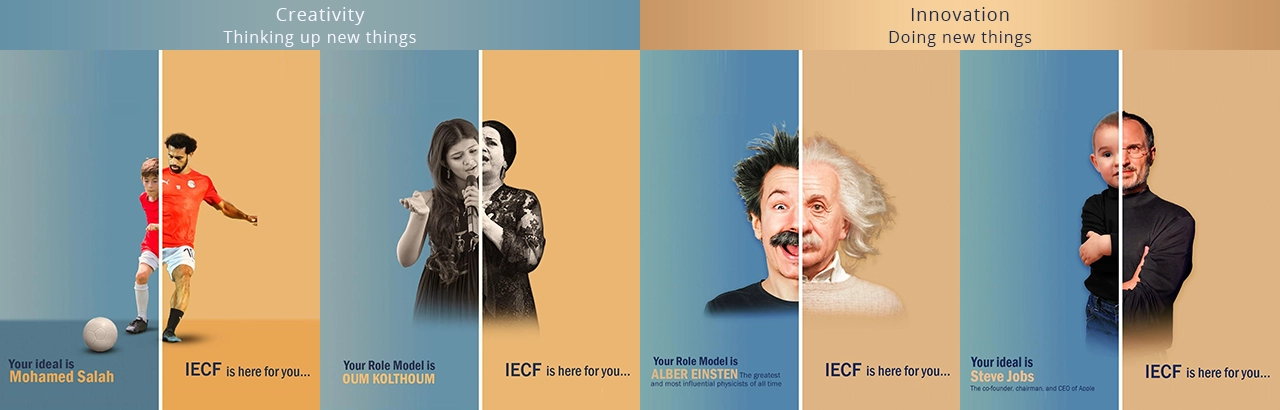 Creativity
Thinking up new things
Innovation
Doing new things
Your ideal is
Mohamed Salah
IECF is here for you...
Your Role Model is
OUM KOLTHOUM
IECF is here for you...
Your Role Model is
ALBER EINSTEN The greatest
and most influential physicists of all time
IECF is here for you...
Your ideal is
Steve Jobs
The co-founder, chairman, and CEO of Apple
IECF is here for you...